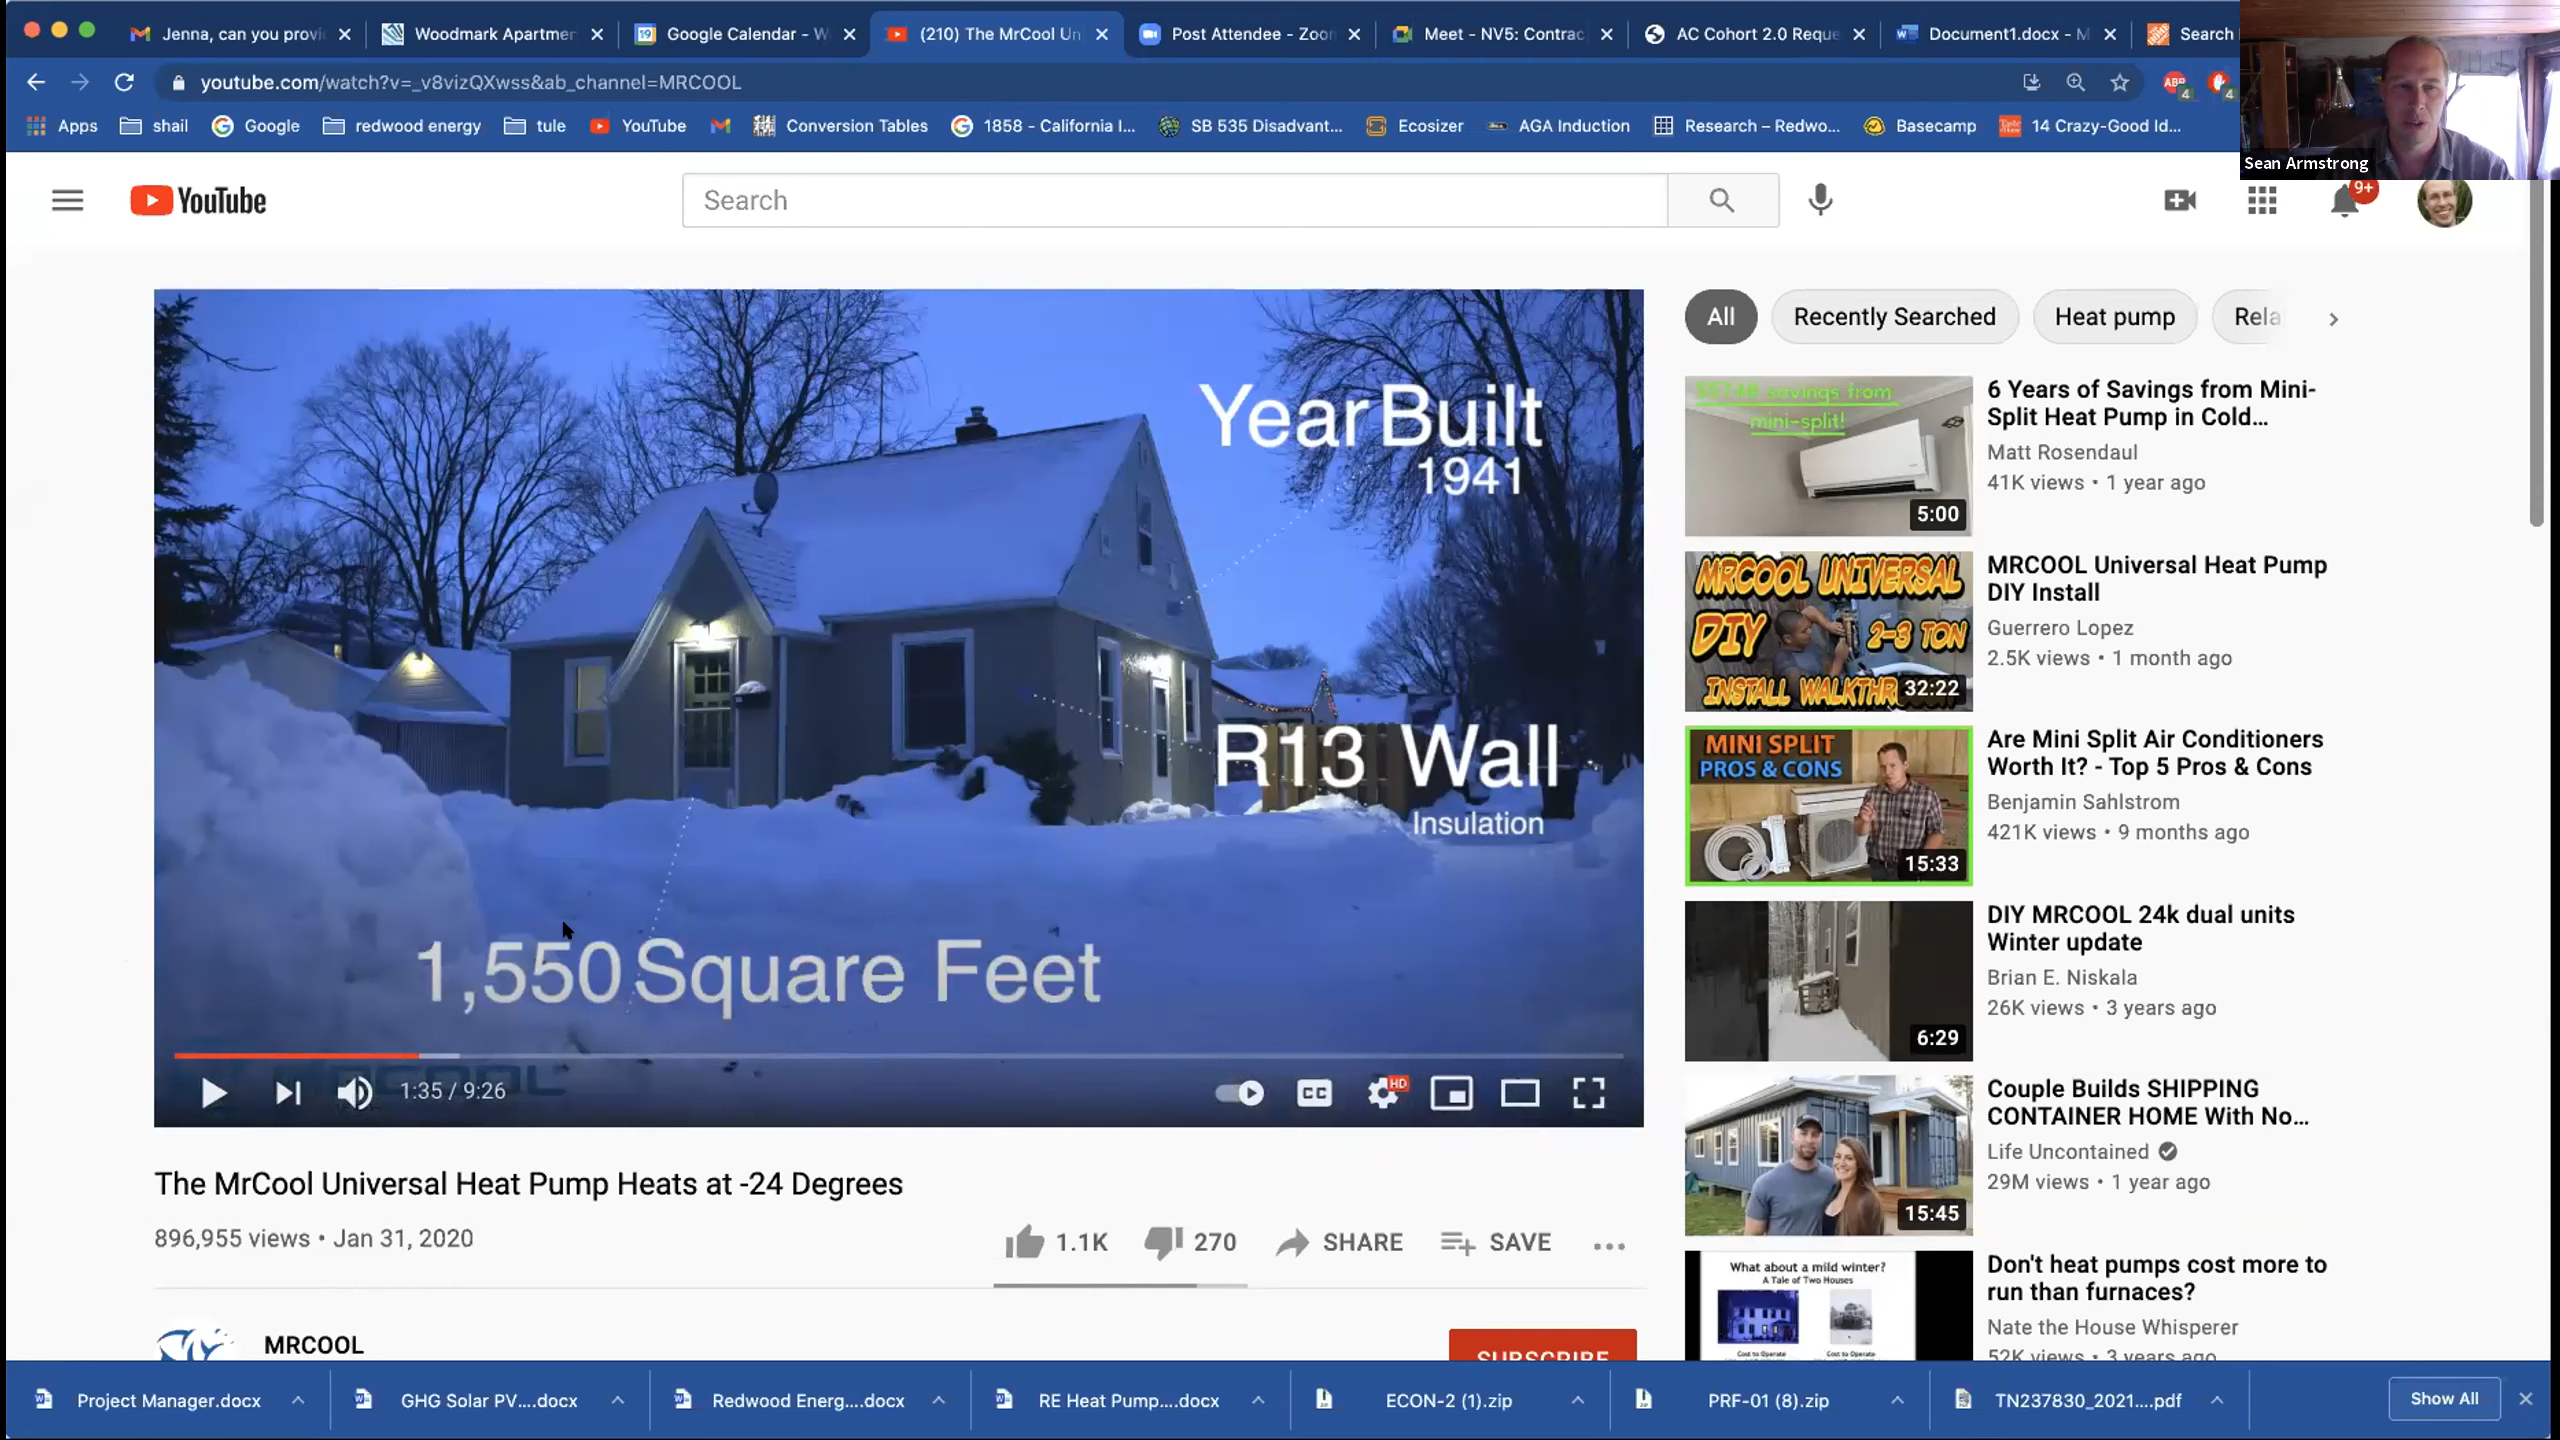 Jenna, can you provi
Woodmark Apartmen
Google Calendar - W
(210) The MrCool Un
Post Attendee - Zoom
Meet - NV5: Contrac
AC Cohort 2.0 Reque
Document1.docx - M
Search
youtube.com/watch?v=_v8vizQXwss&ab_channel=MRCOOL
ABP 4
4
Apps
shail
Google
redwood energy
tule
YouTube
Conversion Tables
1858 - California I...
SB 535 Disadvant...
Ecosizer
AGA Induction
Research – Redwo...
Basecamp
14 Crazy-Good Id...
Sean Armstrong
YouTube
Search
9+
Year Built
1941
R13 Wall
Insulation
1,550 Square Feet
1:35 / 9:26
CC
HD
The MrCool Universal Heat Pump Heats at -24 Degrees
896,955 views • Jan 31, 2020
1.1K
270
SHARE
SAVE
MRCOOL
SUBSCRIBE
All
Recently Searched
Heat pump
Rela
savings from
mini-split!
5:00
6 Years of Savings from Mini-
Split Heat Pump in Cold...
Matt Rosendaul
41K views • 1 year ago
MRCOOL UNIVERSAL
DIY
2-3 TON
INSTALL WALKTHR
32:22
MRCOOL Universal Heat Pump
DIY Install
Guerrero Lopez
2.5K views • 1 month ago
MINI SPLIT
PROS & CONS
15:33
Are Mini Split Air Conditioners
Worth It? - Top 5 Pros & Cons
Benjamin Sahlstrom
421K views • 9 months ago
6:29
DIY MRCOOL 24k dual units
Winter update
Brian E. Niskala
26K views • 3 years ago
15:45
Couple Builds SHIPPING
CONTAINER HOME With No...
Life Uncontained
29M views • 1 year ago
What about a mild winter?
A Tale of Two Houses
Cost to Operate
Cost to Operate
Don't heat pumps cost more to
run than furnaces?
Nate the House Whisperer
52K views • 3 years ago
Project Manager.docx
GHG Solar PV....docx
Redwood Energ....docx
RE Heat Pump....docx
ECON-2 (1).zip
PRF-01 (8).zip
TN237830_2021....pdf
Show All